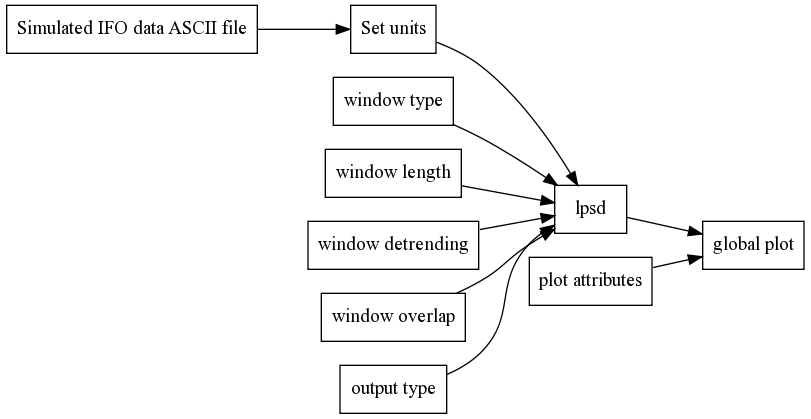 Simulated IFO data ASCII file
Set units
window type
window length
lpsd
window detrending
global plot
plot attributes
window overlap
output type